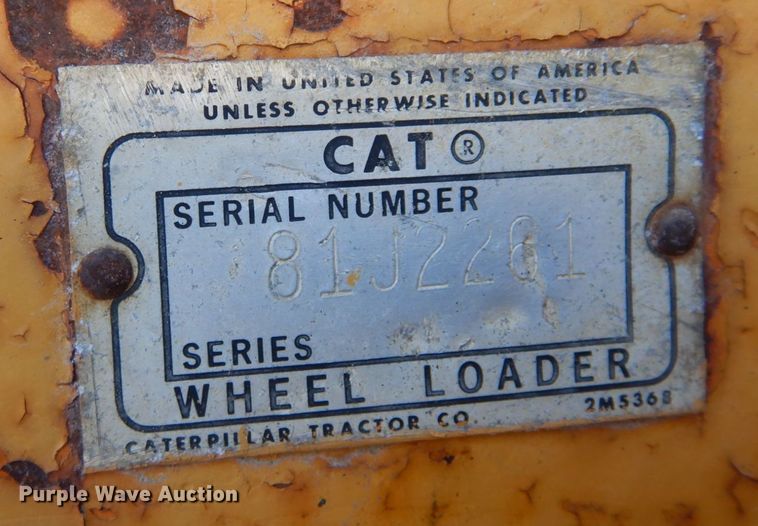 MADE IN UNITED STATES OF AMERICA
UNLESS OTHERWISE INDICATED
CAT®
SERIAL NUMBER
81J2201
SERIES
WHEEL LOADER
CATERPILLAR TRACTOR CO.
2M5368
Purple Wave Auction